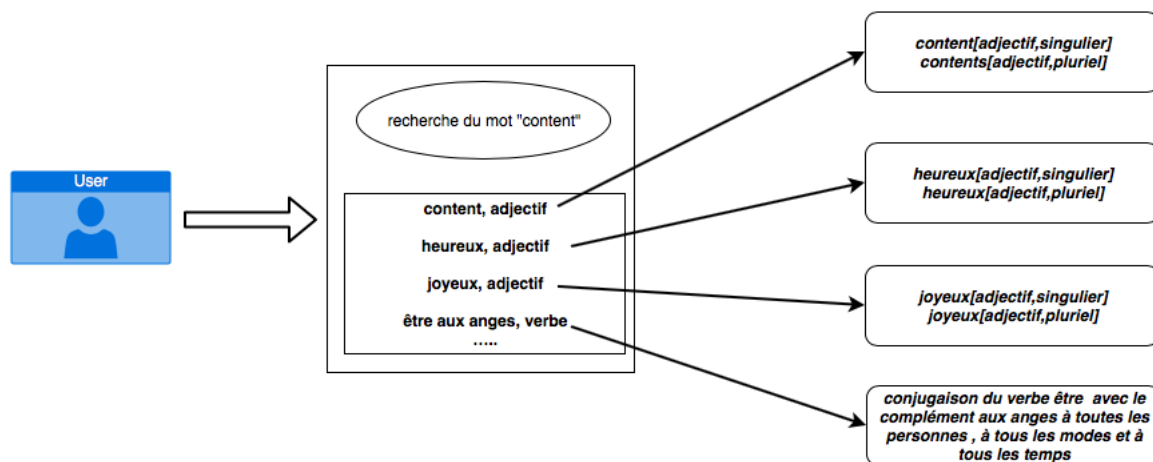 User
recherche du mot "content"
content, adjectif
heureux, adjectif
joyeux, adjectif
être aux anges, verbe
.....
content[adjectif,singulier]
contents[adjectif,pluriel]
heureux[adjectif,singulier]
heureux[adjectif,pluriel]
joyeux[adjectif,singulier]
joyeux[adjectif,pluriel]
conjugaison du verbe être avec le
complément aux anges à toutes les
personnes , à tous les modes et à
tous les temps